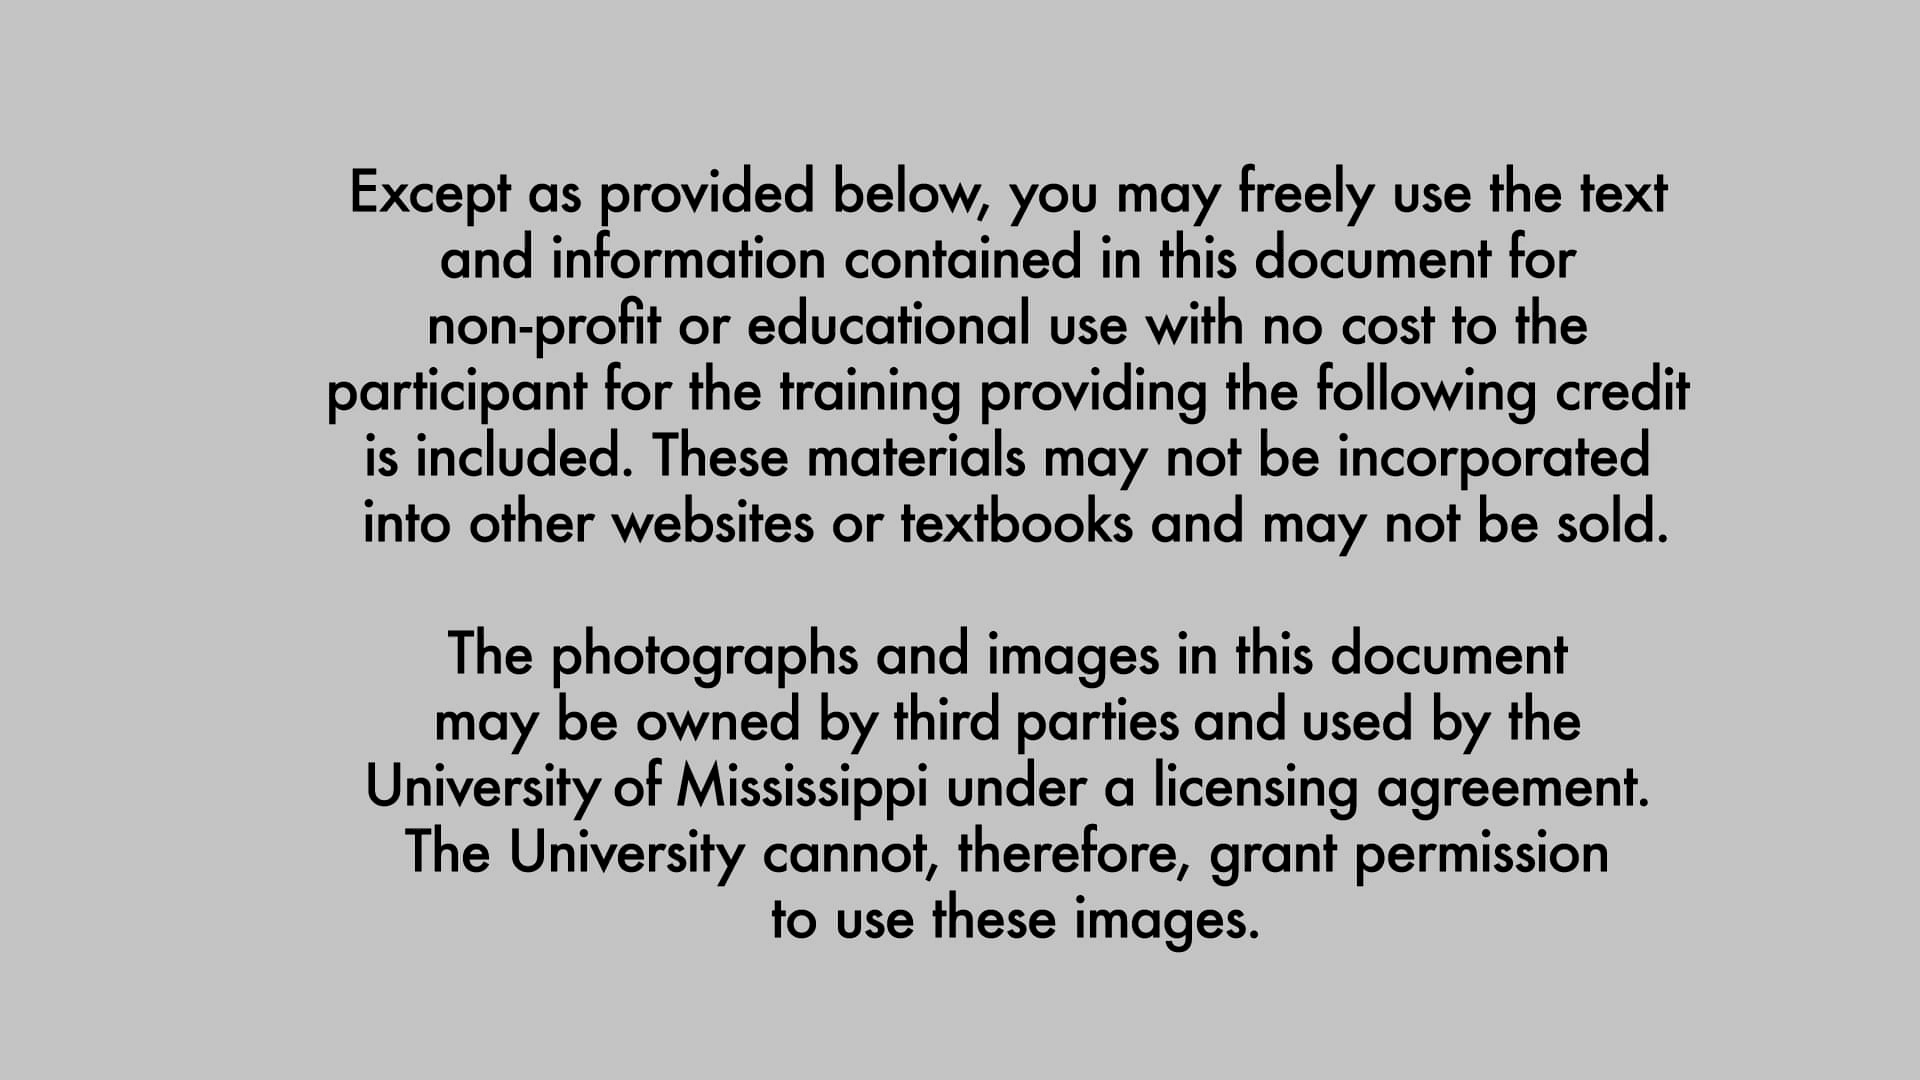 Except as provided below, you may freely use the text
and information contained in this document for
non-profit or educational use with no cost to the
participant for the training providing the following credit
is included. These materials may not be incorporated
into other websites or textbooks and may not be sold.
The photographs and images in this document
may be owned by third parties and used by the
University of Mississippi under a licensing agreement.
The University cannot, therefore, grant permission
to use these images.